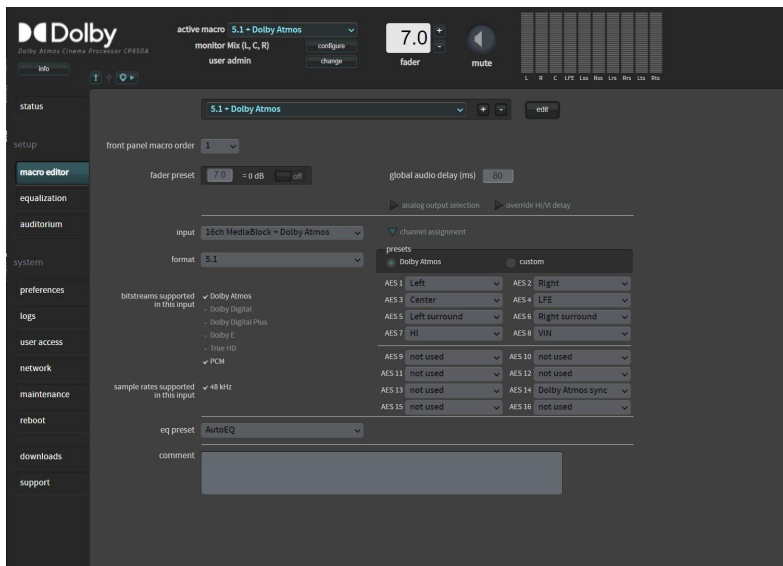 Dolby
Dolby Atmos Cinema Processor CP950A
info
active macro 5.1 + Dolby Atmos
monitor Mix (L, C, R) configure
user admin change
7.0 + -
fader
mute
L R C LFE Lss Rss Lrs Rrs Lts Rts
status
setup
macro editor
equalization
auditorium
system
preferences
logs
user access
network
maintenance
reboot
downloads
support
5.1 + Dolby Atmos + - edit
front panel macro order 1
fader preset 7.0 = 0 dB off
global audio delay (ms) 80
analog output selection override HI/VI delay
input 16ch MediaBlock + Dolby Atmos
channel assignment
format 5.1
presets
Dolby Atmos custom
bitstreams supported
in this input
Dolby Atmos
- Dolby Digital
- Dolby Digital Plus
- Dolby E
- True HD
PCM
sample rates supported
in this input
48 kHz
AES 1 Left AES 2 Right
AES 3 Center AES 4 LFE
AES 5 Left surround AES 6 Right surround
AES 7 HI AES 8 VIN
AES 9 not used AES 10 not used
AES 11 not used AES 12 not used
AES 13 not used AES 14 Dolby Atmos sync
AES 15 not used AES 16 not used
eq preset AutoEQ
comment